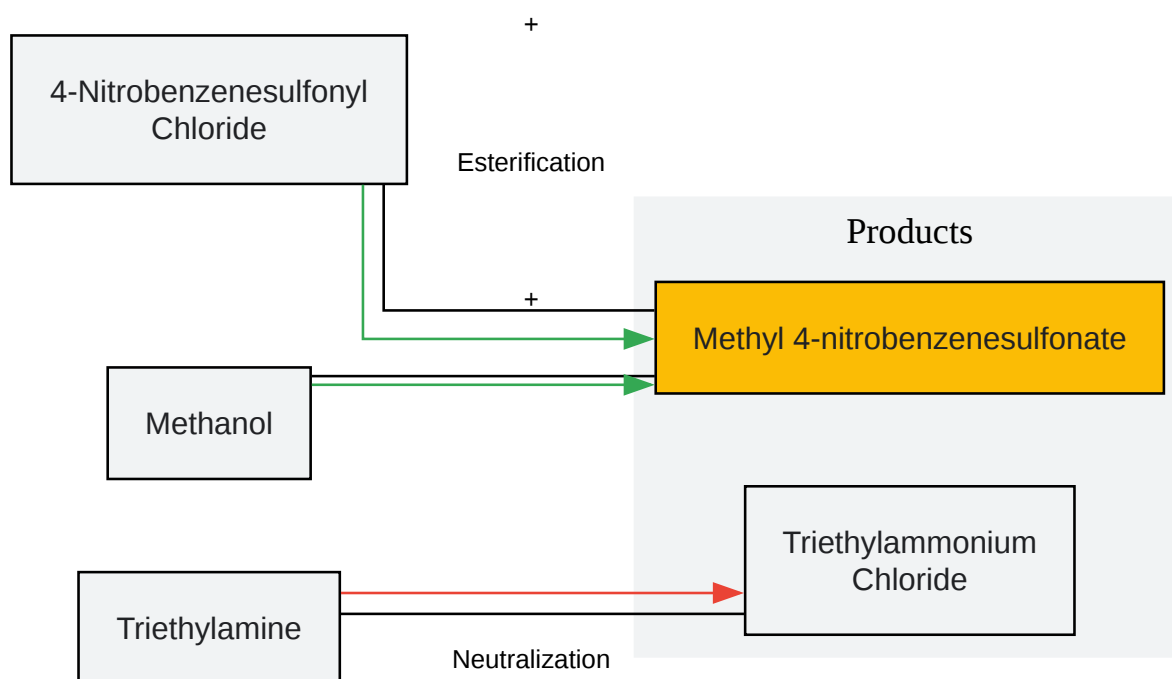 +
4-Nitrobenzenesulfonyl
Chloride
Esterification
Products
+
Methyl 4-nitrobenzenesulfonate
Methanol
Triethylammonium
Chloride
Triethylamine
Neutralization